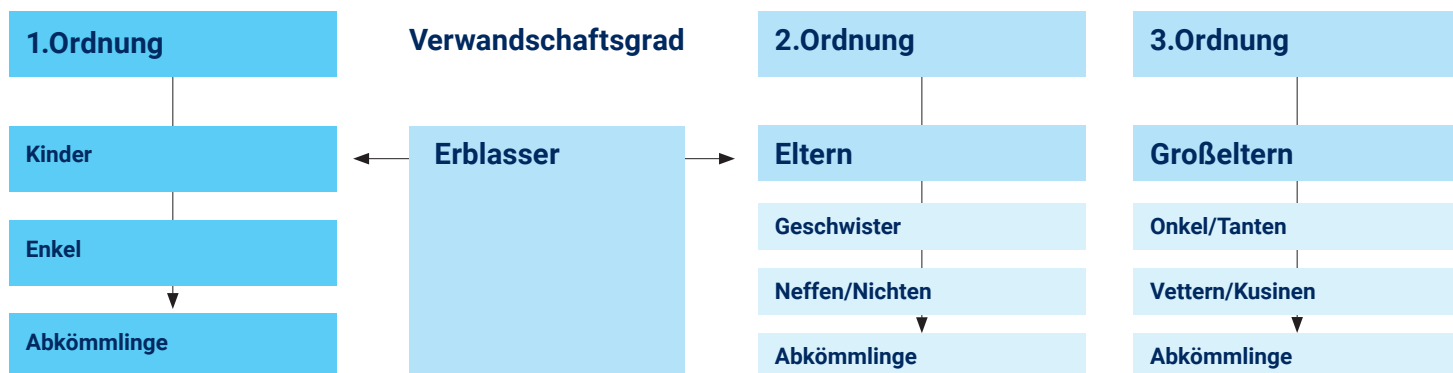 1.Ordnung
Verwandschaftsgrad
2.Ordnung
3.Ordnung
Kinder
Erblasser
Eltern
Großeltern
Enkel
Geschwister
Onkel/Tanten
Neffen/Nichten
Vettern/Kusinen
Abkömmlinge
Abkömmlinge
Abkömmlinge